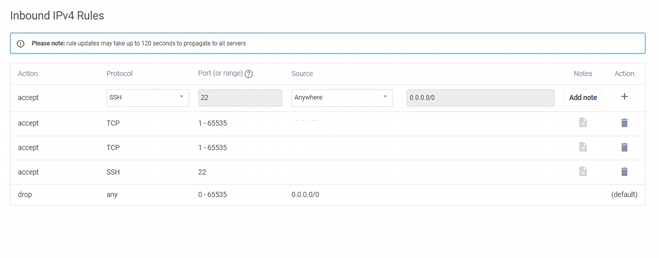 Inbound IPv4 Rules
Please note: rule updates may take up to 120 seconds to propagate to all servers
Action Protocol Port (or range) Source Notes Action
accept SSH 22 Anywhere 0.0.0.0/0 Add note +
accept TCP 1 - 65535
accept TCP 1 - 65535
accept SSH 22
drop any 0 - 65535 0.0.0.0/0 (default)